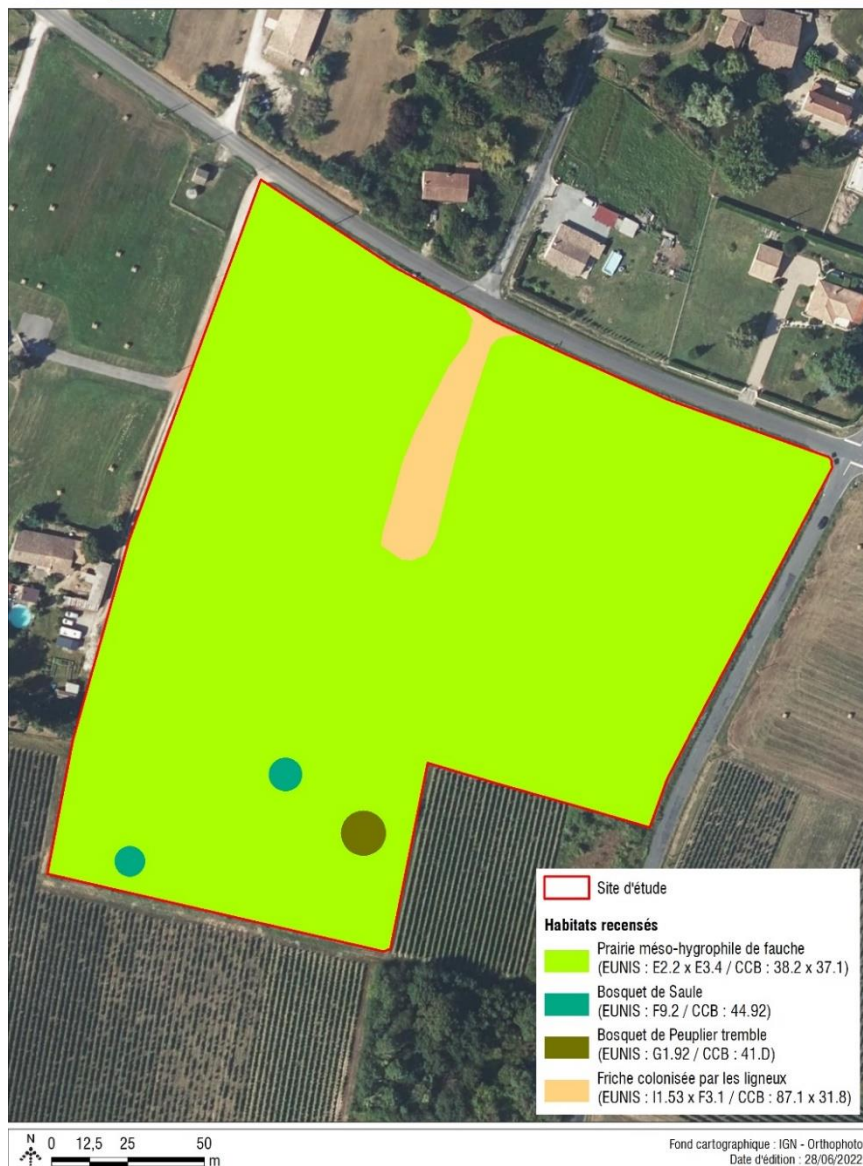 Site d'étude
Habitats recensés
Prairie méso-hygrophile de fauche
(EUNIS : E2.2 x E3.4 / CCB : 38.2 x 37.1)
Bosquet de Saule
(EUNIS : F9.2 / CCB : 44.92)
Bosquet de Peuplier tremble
(EUNIS : G1.92 / CCB : 41.D)
Friche colonisée par les ligneux
(EUNIS : I1.53 x F3.1 / CCB : 87.1 x 31.8)
N 0 12,5 25 50
m
Fond cartographique : IGN - Orthophoto
Date d'édition : 28/06/2022